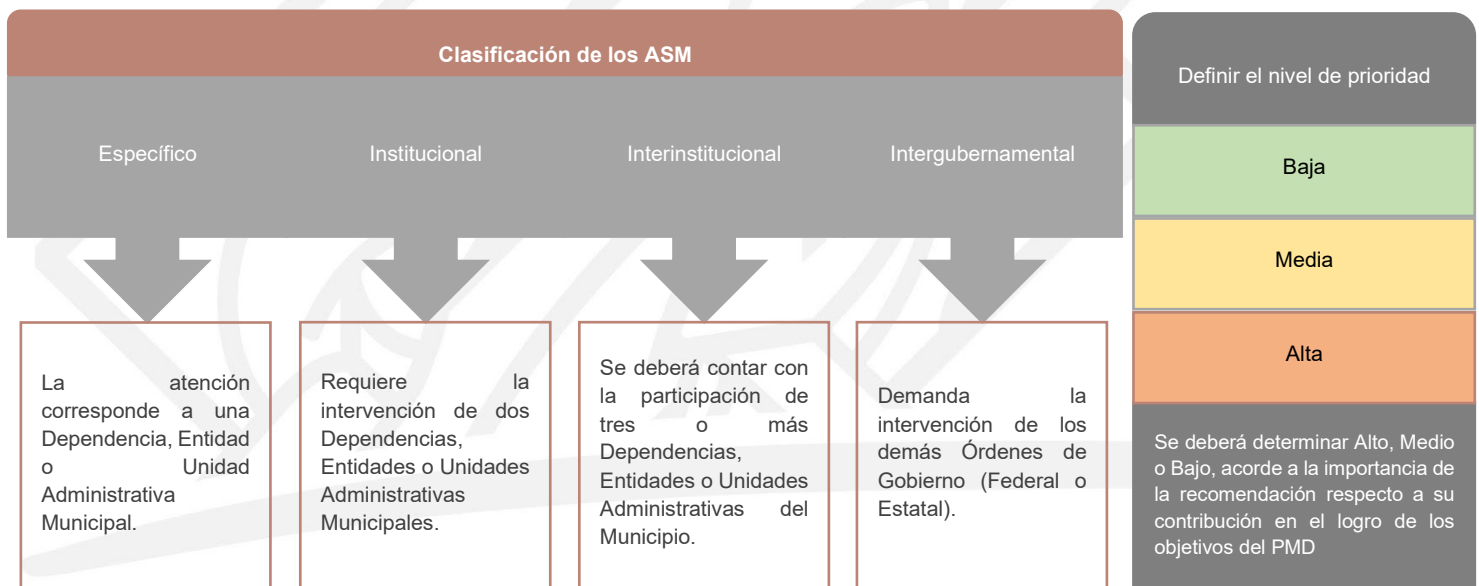 Clasificación de los ASM
Específico
Institucional
Interinstitucional
Intergubernamental
La atención
corresponde a una
Dependencia, Entidad
o Unidad
Administrativa
Municipal.
Requiere la
intervención de dos
Dependencias,
Entidades o Unidades
Administrativas
Municipales.
Se deberá contar con
la participación de
tres o más
Dependencias,
Entidades o Unidades
Administrativas del
Municipio.
Demanda la
intervención de los
demás Órdenes de
Gobierno (Federal o
Estatal).
Definir el nivel de prioridad
Baja
Media
Alta
Se deberá determinar Alto, Medio
o Bajo, acorde a la importancia de
la recomendación respecto a su
contribución en el logro de los
objetivos del PMD